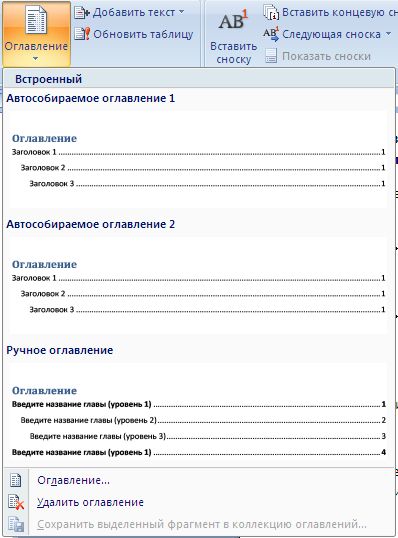 Оглавление
Добавить текст
Обновить таблицу
AB¹
Вставить сноску
Вставить концевую сн
Следующая сноска
Показать сноски
Встроенный
Автособираемое оглавление 1
Оглавление
Заголовок 1 ........ 1
Заголовок 2 ........ 1
Заголовок 3 ........ 1
Автособираемое оглавление 2
Оглавление
Заголовок 1 ........ 1
Заголовок 2 ........ 1
Заголовок 3 ........ 1
Ручное оглавление
Оглавление
Введите название главы (уровень 1) ........ 1
Введите название главы (уровень 2) ........ 2
Введите название главы (уровень 3) ........ 3
Введите название главы (уровень 1) ........ 4
Оглавление...
Удалить оглавление
Сохранить выделенный фрагмент в коллекцию оглавлений...